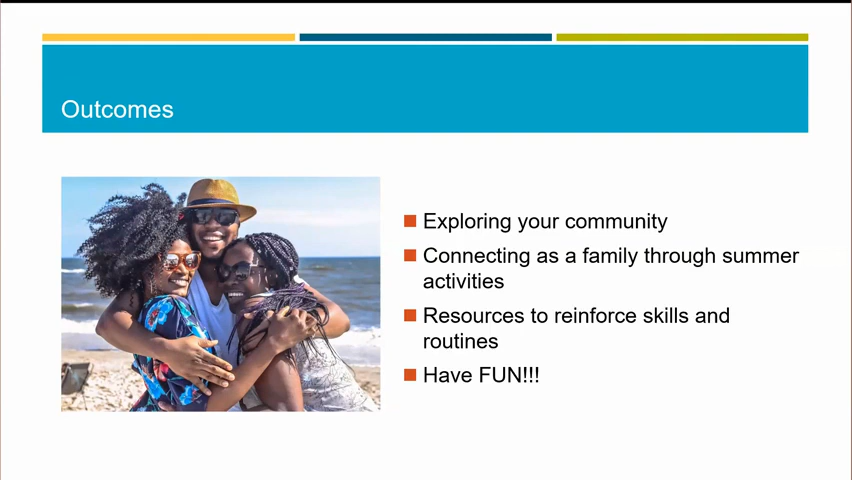 Outcomes
Exploring your community
Connecting as a family through summer
activities
Resources to reinforce skills and
routines
Have FUN!!!